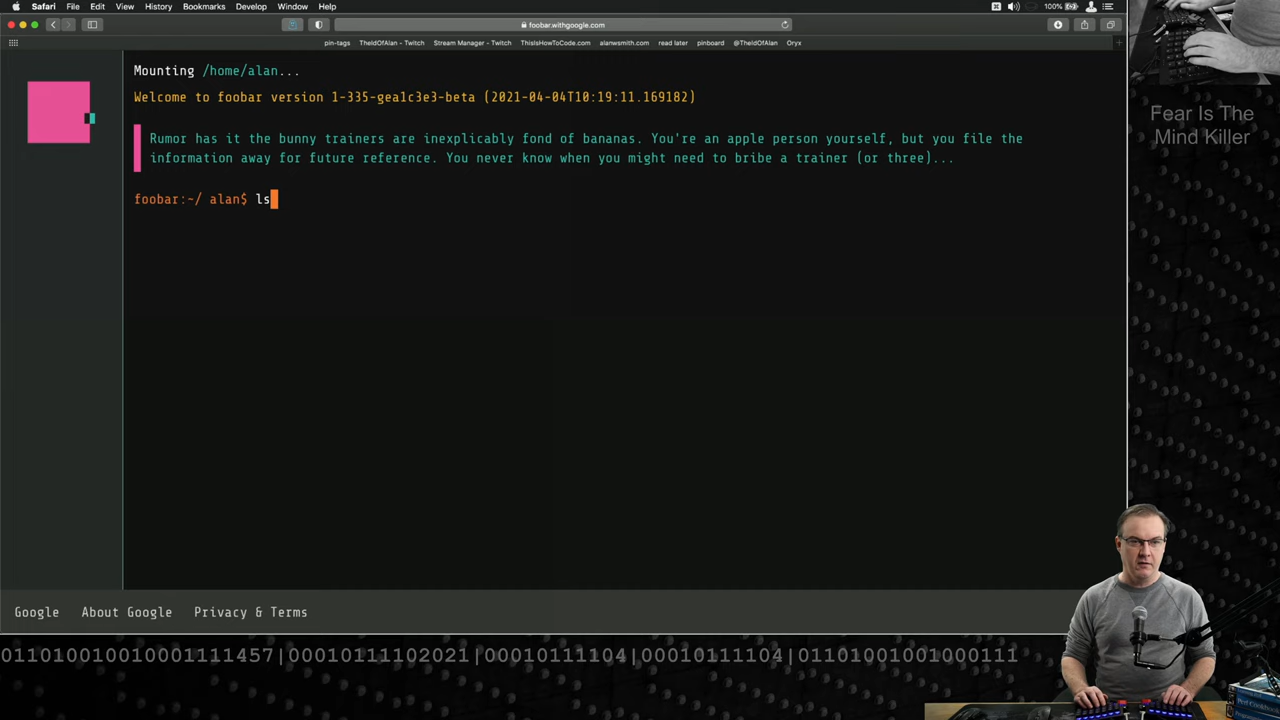 Safari File Edit View History Bookmarks Develop Window Help 100%
foobar.withgoogle.com
pin-tags TheIdOfAlan - Twitch Stream Manager - Twitch ThisIsHowToCode.com alanwsmith.com read later pinboard @TheIdOfAlan Oryx
Mounting /home/alan...
Welcome to foobar version 1-335-gea1c3e3-beta (2021-04-04T10:19:11.169182)
Rumor has it the bunny trainers are inexplicably fond of bananas. You're an apple person yourself, but you file the
information away for future reference. You never know when you might need to bribe a trainer (or three)...
foobar:~/ alan$ ls
Fear Is The
Mind Killer
Google About Google Privacy & Terms
011010010010001111457|00010111102021|00010111104|00010111104|01101001001000111